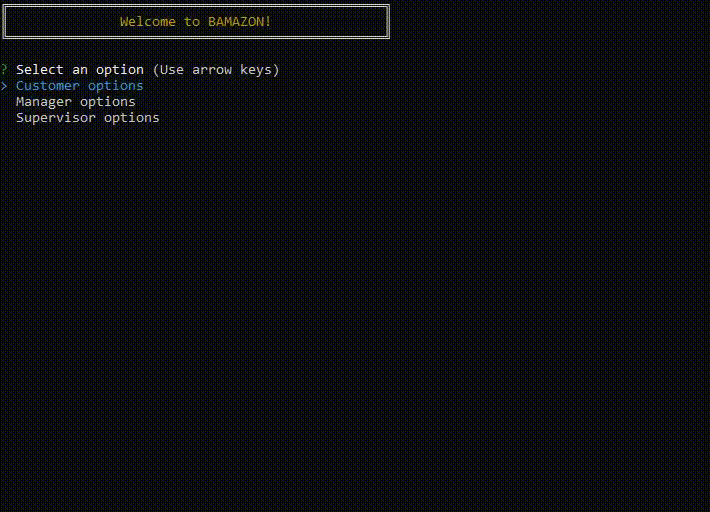 Welcome to BAMAZON!
? Select an option (Use arrow keys)
> Customer options
Manager options
Supervisor options